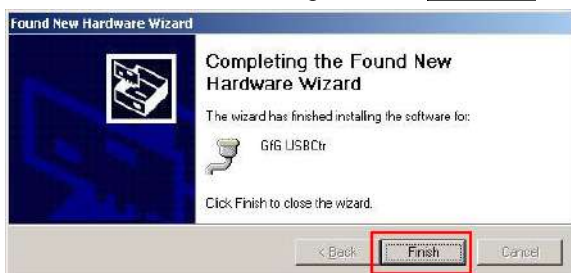 Found New Hardware Wizard
Completing the Found New
Hardware Wizard
The wizard has finished installing the software for:
GfG USBCtr
Click Finish to close the wizard.
< Back
Finish
Cancel